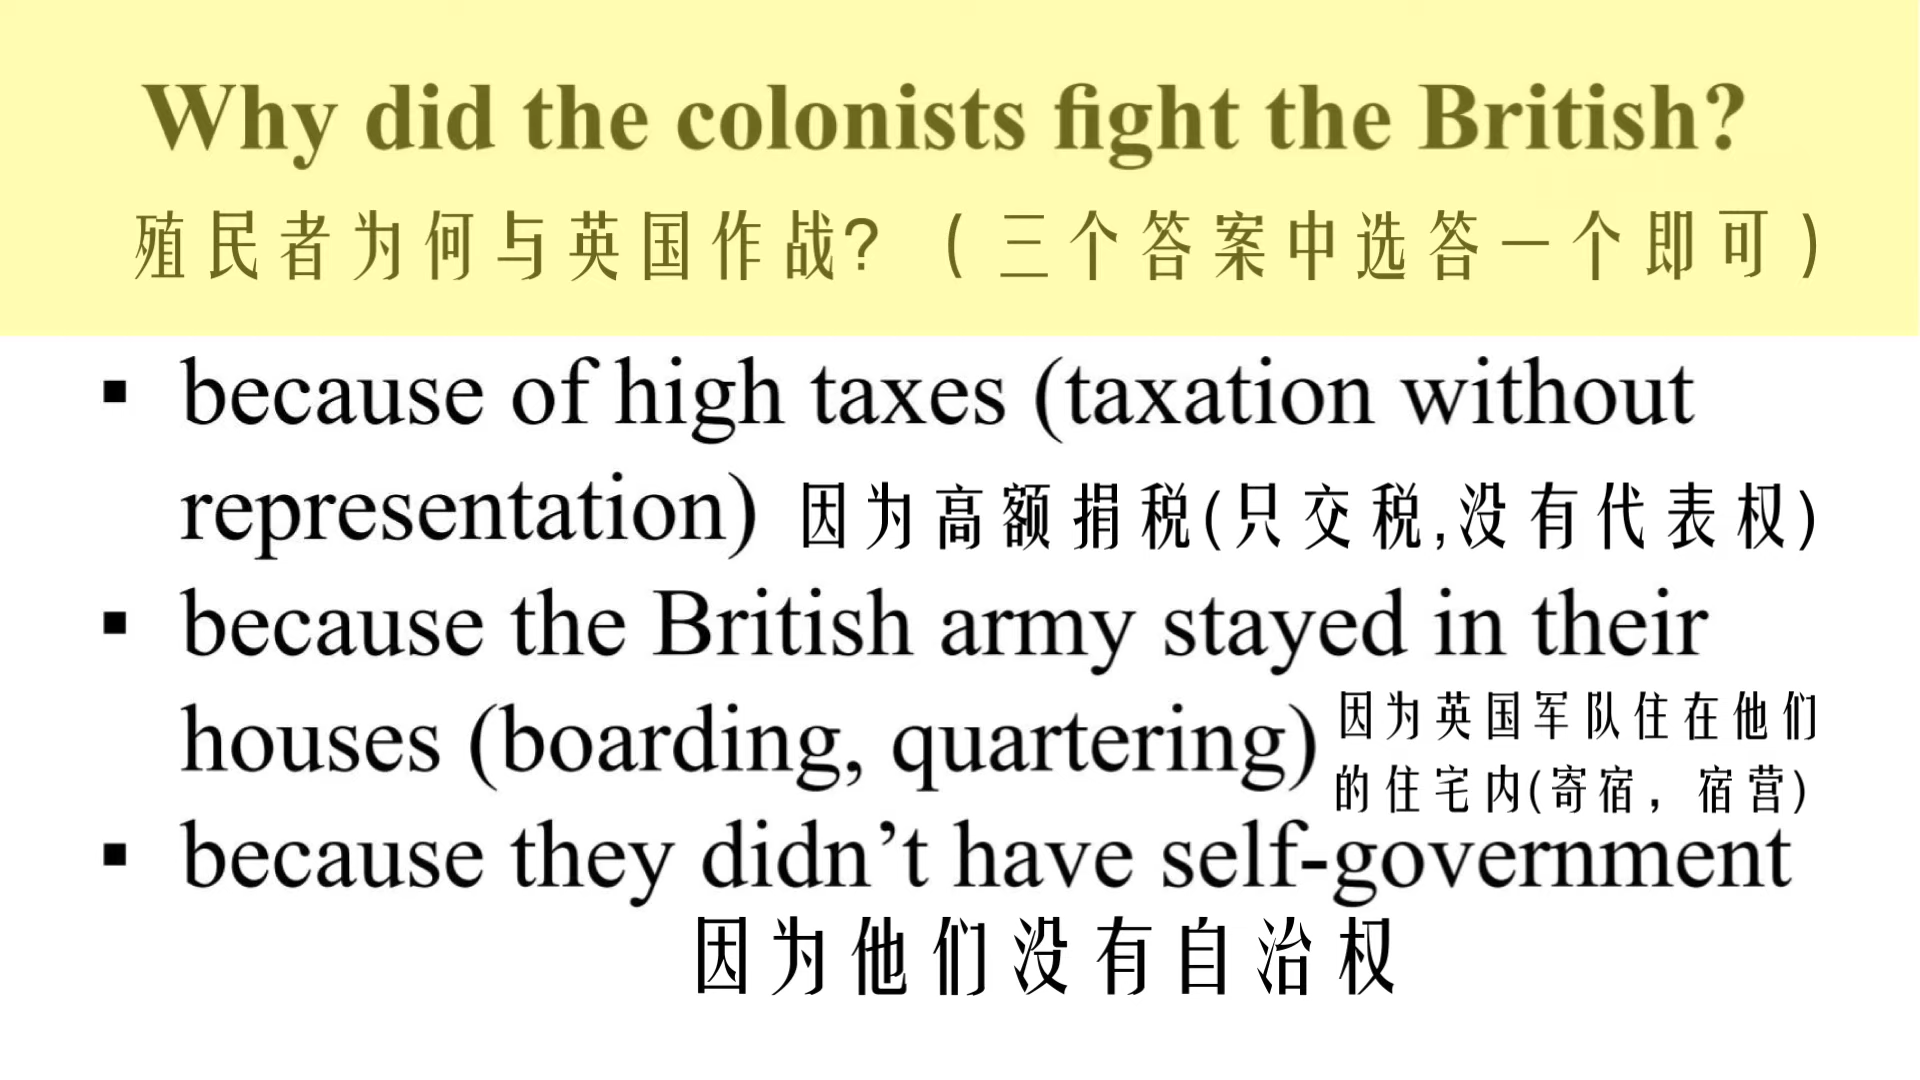 Why did the colonists fight the British?
殖民者为何与英国作战？（三个答案中选答一个即可）
▪ because of high taxes (taxation without
representation) 因为高额捐税(只交税,没有代表权)
▪ because the British army stayed in their
houses (boarding, quartering) 因为英国军队住在他们
的住宅内(寄宿，宿营)
▪ because they didn’t have self-government
因为他们没有自治权